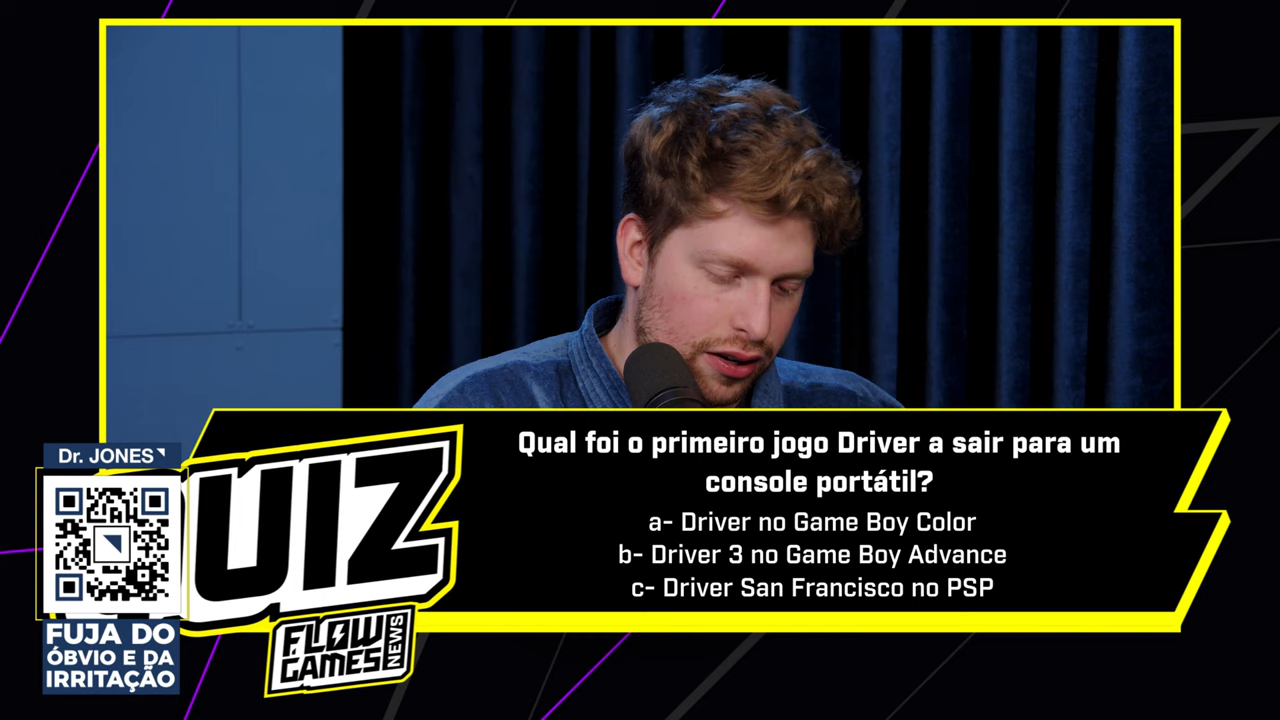 Qual foi o primeiro jogo Driver a sair para um
console portátil?
a- Driver no Game Boy Color
b- Driver 3 no Game Boy Advance
c- Driver San Francisco no PSP
Dr. JONES
QUIZ
FUJA DO
ÓBVIO E DA
IRRITAÇÃO
FLOW
GAMES
NEWS